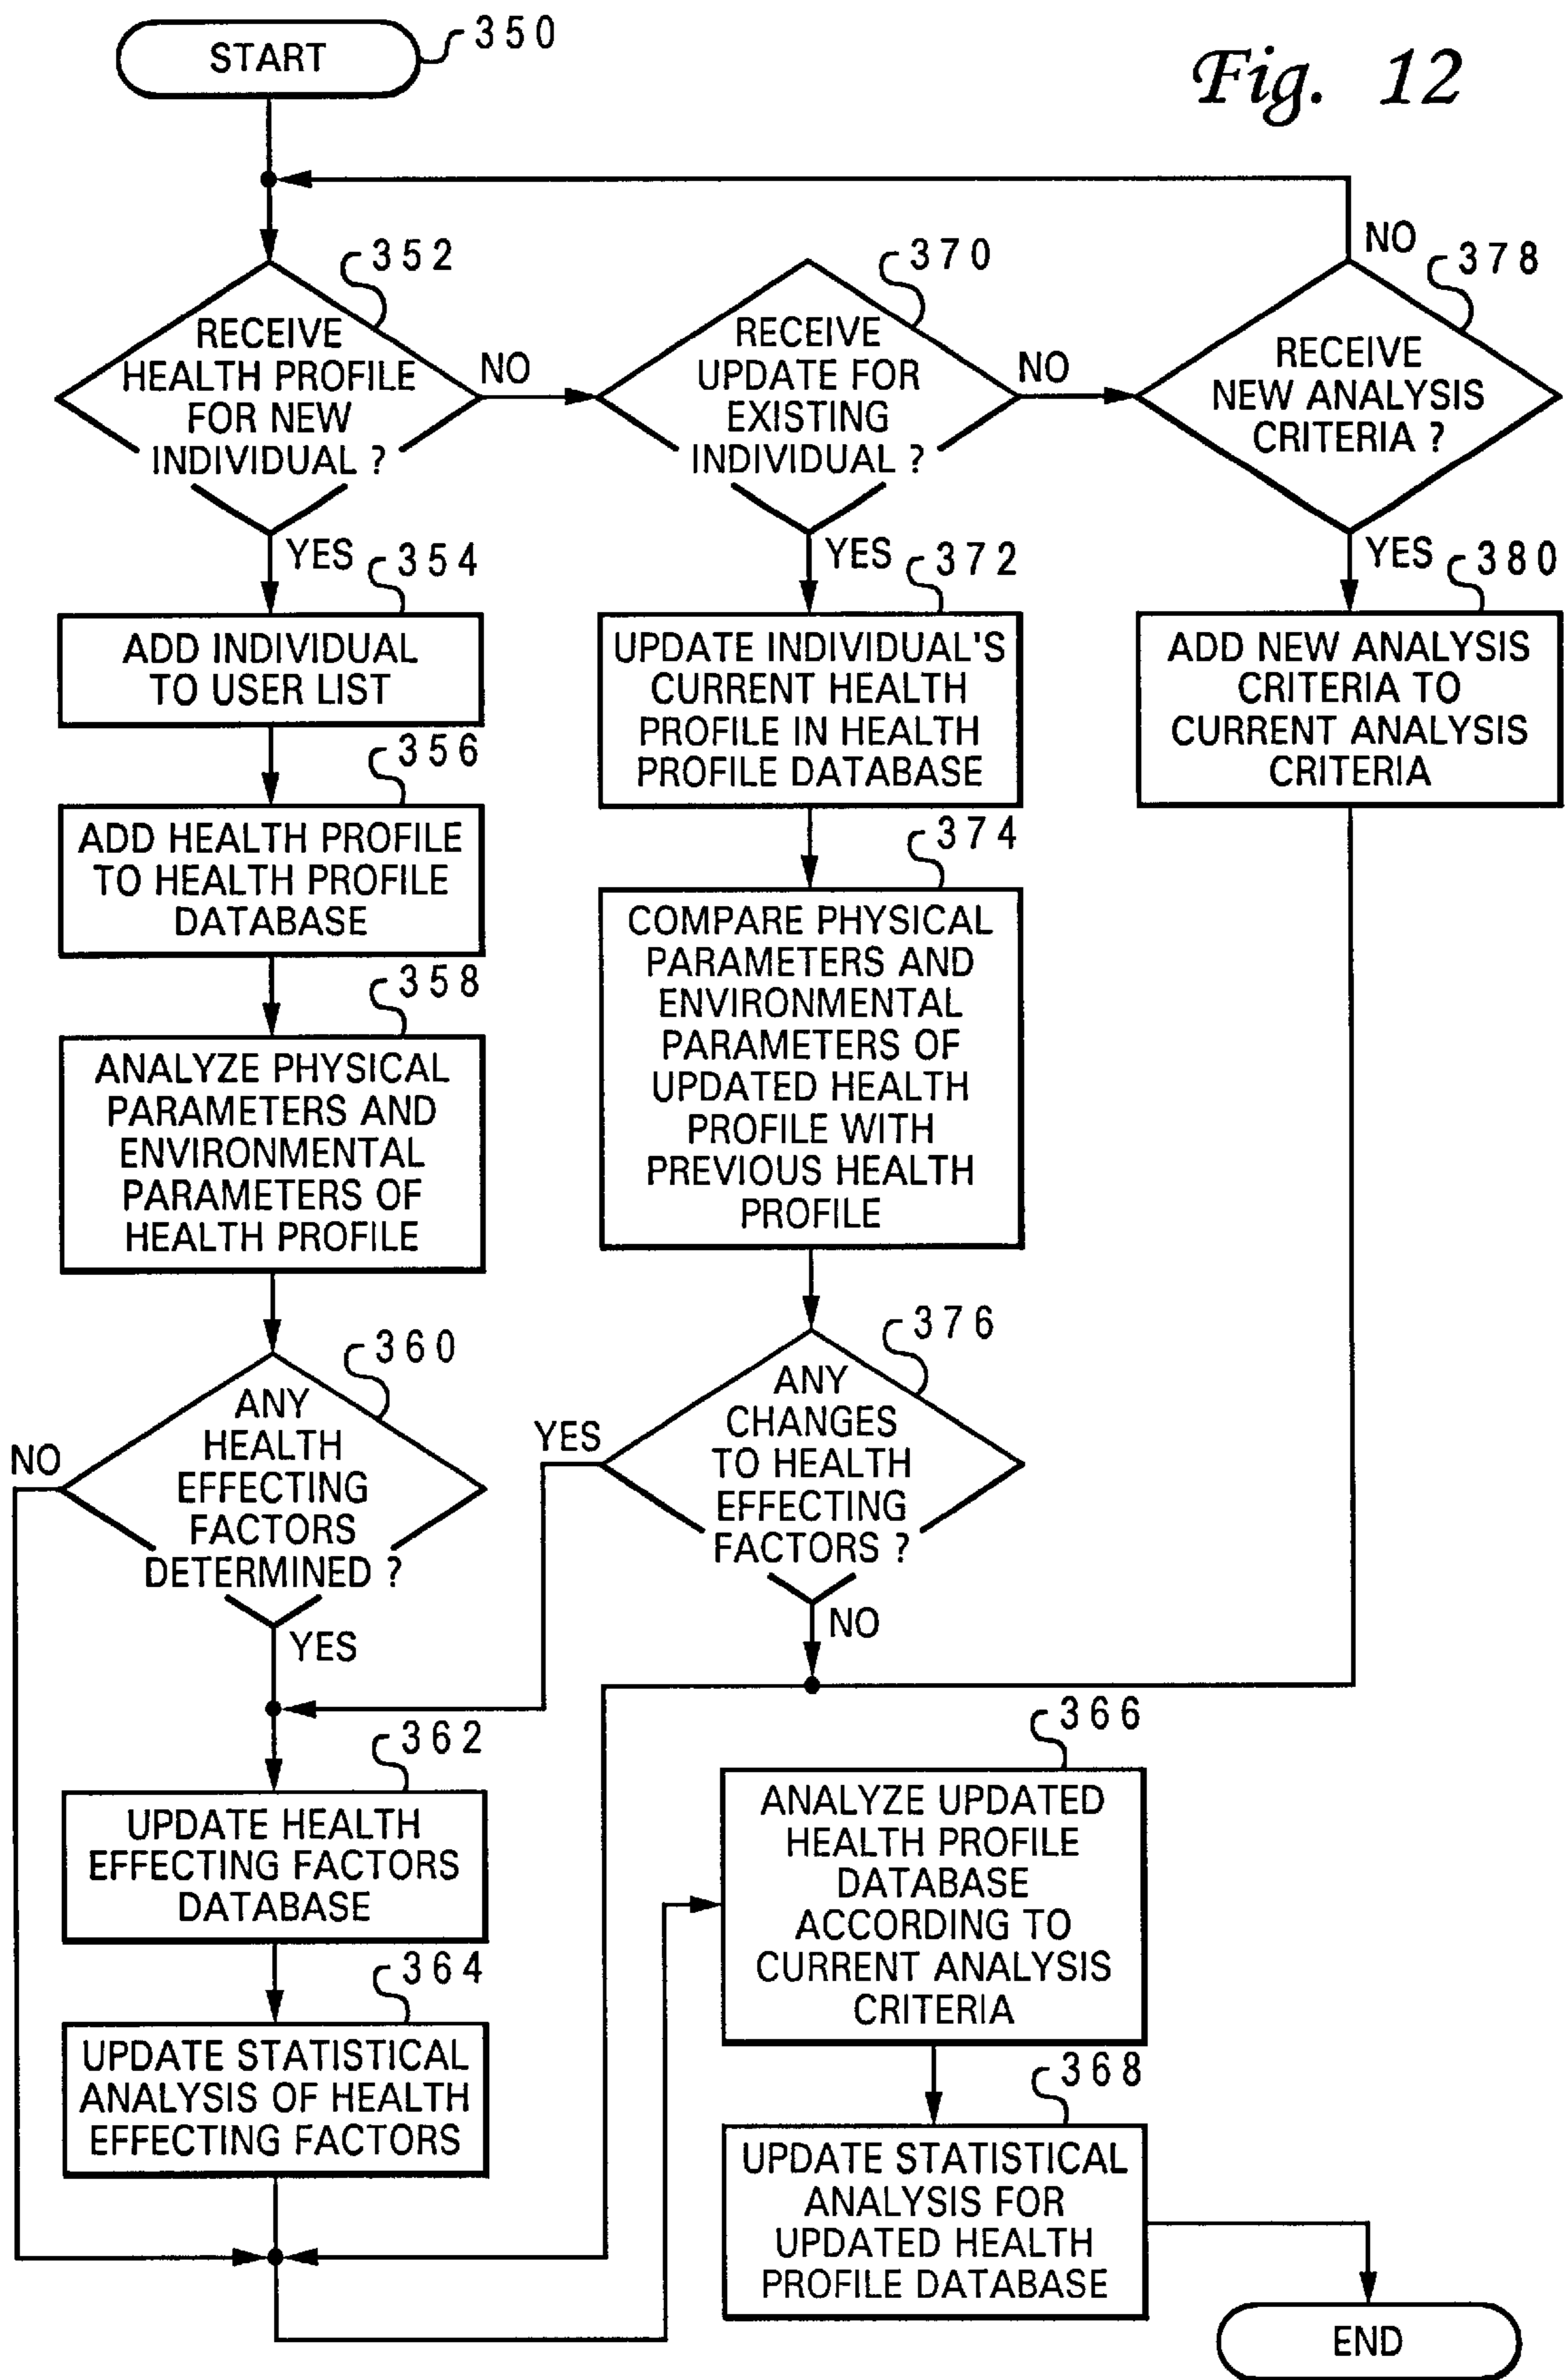 START
350
Fig. 12
352
RECEIVE
HEALTH PROFILE
FOR NEW
INDIVIDUAL ?
NO
YES
370
RECEIVE
UPDATE FOR
EXISTING
INDIVIDUAL ?
NO
YES
NO
378
RECEIVE
NEW ANALYSIS
CRITERIA ?
YES
354
ADD INDIVIDUAL
TO USER LIST
356
ADD HEALTH PROFILE
TO HEALTH PROFILE
DATABASE
358
ANALYZE PHYSICAL
PARAMETERS AND
ENVIRONMENTAL
PARAMETERS OF
HEALTH PROFILE
360
ANY
HEALTH
EFFECTING
FACTORS
DETERMINED ?
NO
YES
362
UPDATE HEALTH
EFFECTING FACTORS
DATABASE
364
UPDATE STATISTICAL
ANALYSIS OF HEALTH
EFFECTING FACTORS
372
UPDATE INDIVIDUAL'S
CURRENT HEALTH
PROFILE IN HEALTH
PROFILE DATABASE
374
COMPARE PHYSICAL
PARAMETERS AND
ENVIRONMENTAL
PARAMETERS OF
UPDATED HEALTH
PROFILE WITH
PREVIOUS HEALTH
PROFILE
376
ANY
CHANGES
TO HEALTH
EFFECTING
FACTORS ?
YES
NO
380
ADD NEW ANALYSIS
CRITERIA TO
CURRENT ANALYSIS
CRITERIA
366
ANALYZE UPDATED
HEALTH PROFILE
DATABASE
ACCORDING TO
CURRENT ANALYSIS
CRITERIA
368
UPDATE STATISTICAL
ANALYSIS FOR
UPDATED HEALTH
PROFILE DATABASE
END